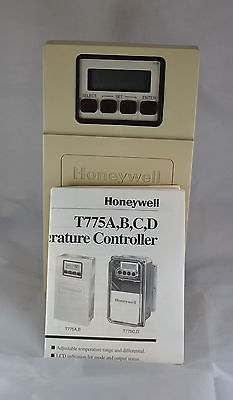 SELECT
SET
ENTER
Honeywell
Honeywell
T775A,B,C,D
erature Controller
Honeywell
T775A,B
T775C,D
■ Adjustable temperature range and differential.
■ LCD indication for mode and output status.